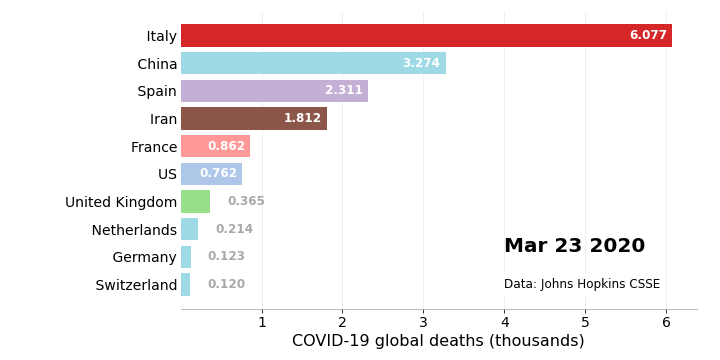 Italy 6.077
China 3.274
Spain 2.311
Iran 1.812
France 0.862
US 0.762
United Kingdom 0.365
Netherlands 0.214
Mar 23 2020
Germany 0.123
Switzerland 0.120
Data: Johns Hopkins CSSE
1 2 3 4 5 6
COVID-19 global deaths (thousands)